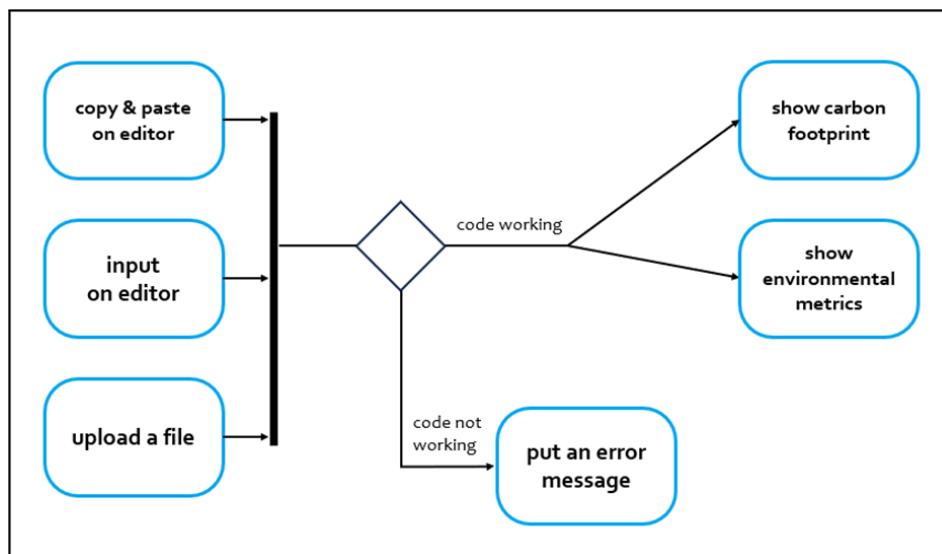 copy & paste
on editor
input
on editor
upload a file
code working
code not
working
show carbon
footprint
show
environmental
metrics
put an error
message